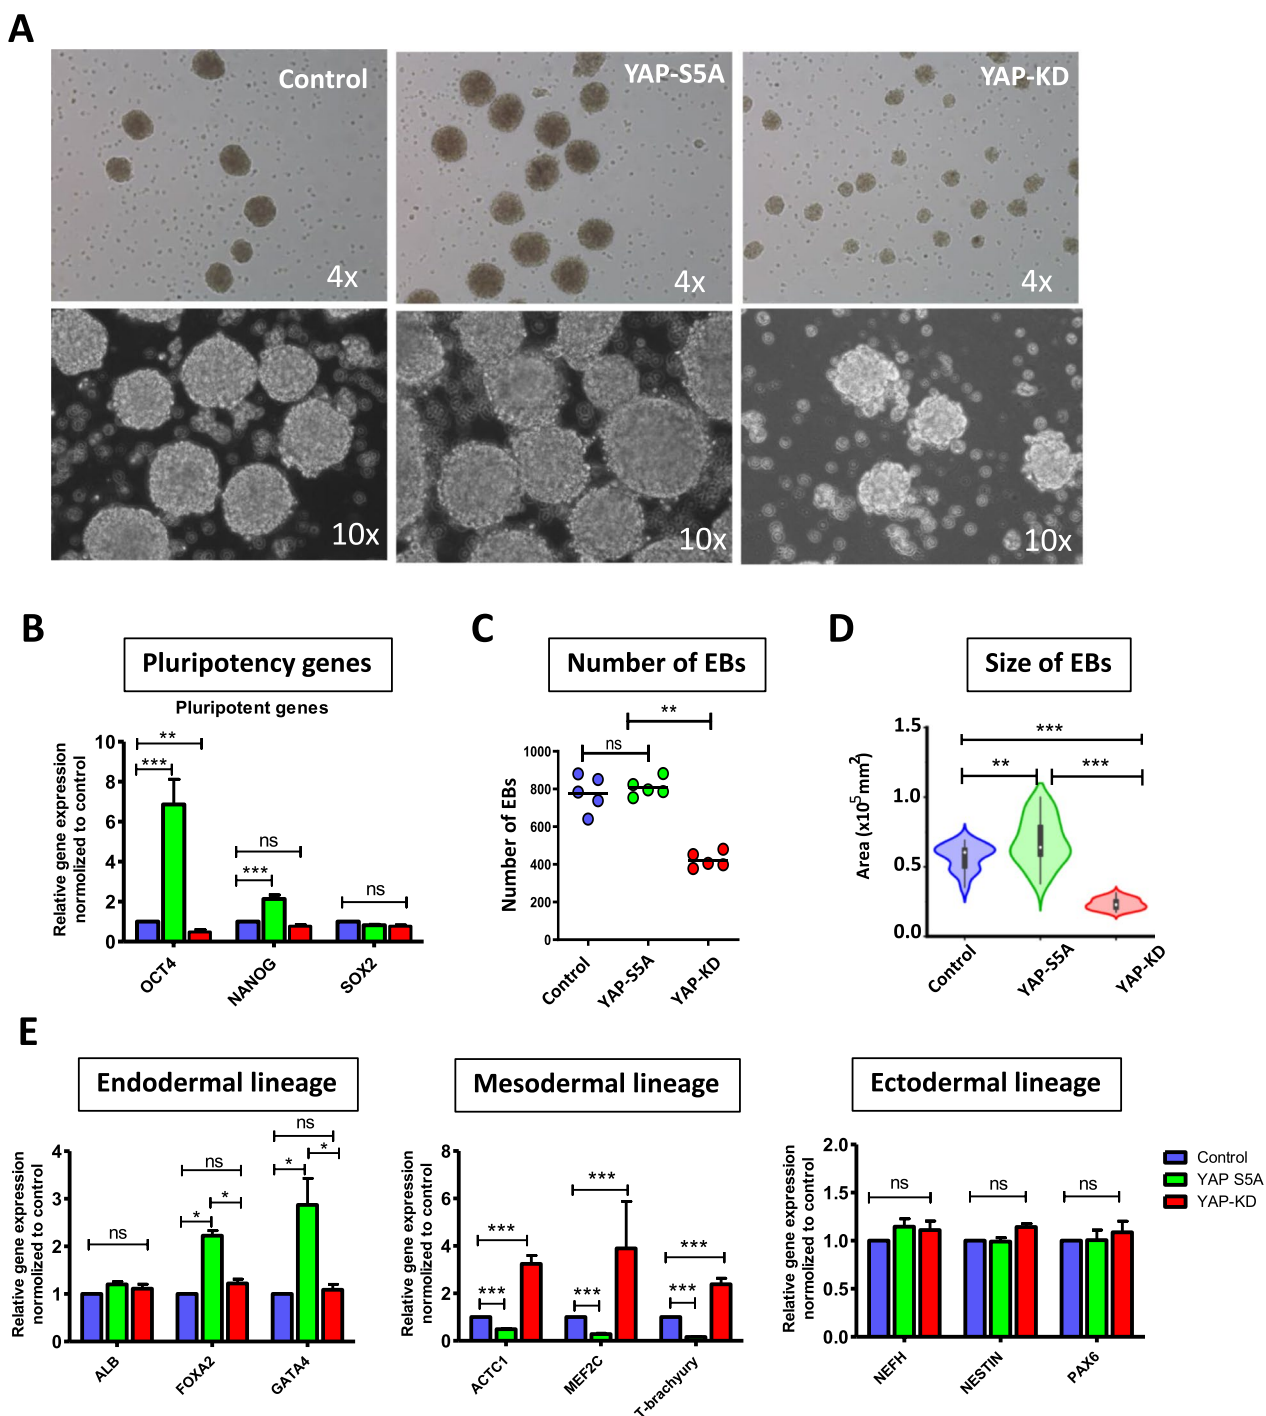 A
Control
YAP-S5A
YAP-KD
4x
4x
4x
10x
10x
10x
B
Pluripotency genes
Pluripotent genes
Relative gene expression
normalized to control
10
8
6
4
2
0
**
***
ns
***
ns
OCT4
NANOG
SOX2
C
Number of EBs
Number of EBs
1000
800
600
400
200
0
ns
**
Control
YAP-S5A
YAP-KD
D
Size of EBs
Area (x10⁵mm²)
1.5
1.0
0.5
0.0
***
**
***
Control
YAP-S5A
YAP-KD
E
Endodermal lineage
Relative gene expression
normolized to control
4
3
2
1
0
ns
ns
*
*
ns
*
*
ALB
FOXA2
GATA4
Mesodermal lineage
Relative gene expression
normolized to control
8
6
4
2
0
***
***
***
***
***
***
ACTC1
MEF2C
T-brachyury
Ectodermal lineage
Relative gene expression
normolized to control
2.0
1.5
1.0
0.5
0.0
ns
ns
ns
NEFH
NESTIN
PAX6
Control
YAP S5A
YAP-KD